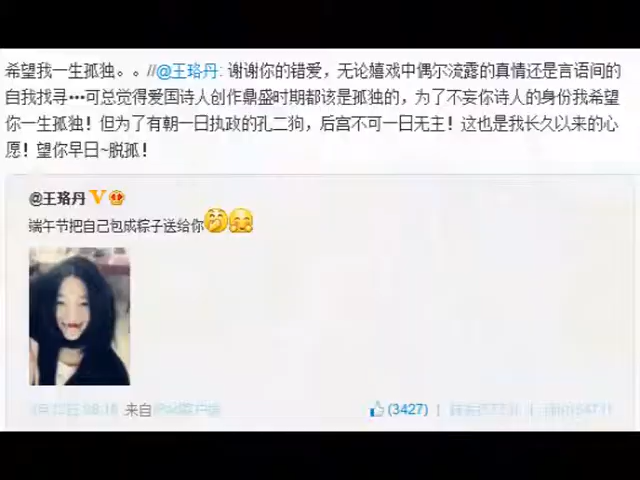 希望我一生孤独。。//@王珞丹: 谢谢你的错爱，无论嬉戏中偶尔流露的真情还是言语间的
自我找寻•••可总觉得爱国诗人创作鼎盛时期都该是孤独的，为了不妄你诗人的身份我希望
你一生孤独！但为了有朝一日执政的孔二狗，后宫不可一日无主！这也是我长久以来的心
愿！望你早日~脱孤！
@王珞丹
端午节把自己包成粽子送给你
来自
(3427)